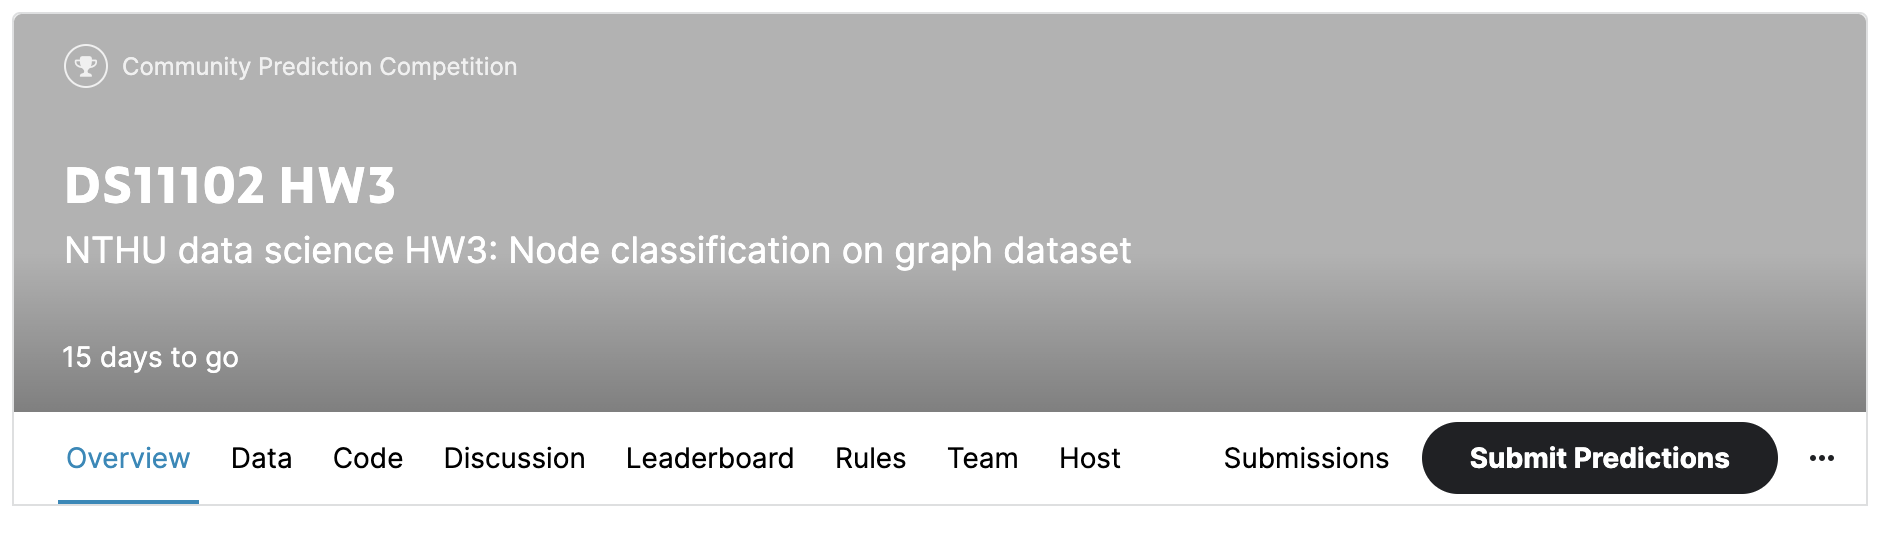 Community Prediction Competition
DS11102 HW3
NTHU data science HW3: Node classification on graph dataset
15 days to go
Overview Data Code Discussion Leaderboard Rules Team Host Submissions Submit Predictions ···